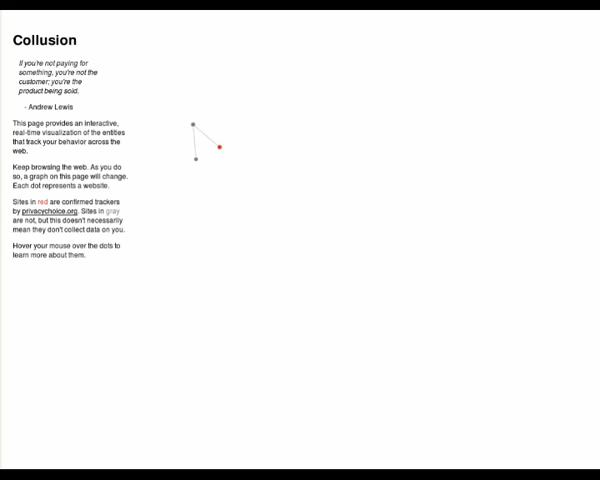 Collusion
If you're not paying for
something, you're not the
customer; you're the
product being sold.
- Andrew Lewis
This page provides an interactive,
real-time visualization of the entities
that track your behavior across the
web.
Keep browsing the web. As you do
so, a graph on this page will change.
Each dot represents a website.
Sites in red are confirmed trackers
by privacychoice.org. Sites in gray
are not, but this doesn't necessarily
mean they don't collect data on you.
Hover your mouse over the dots to
learn more about them.